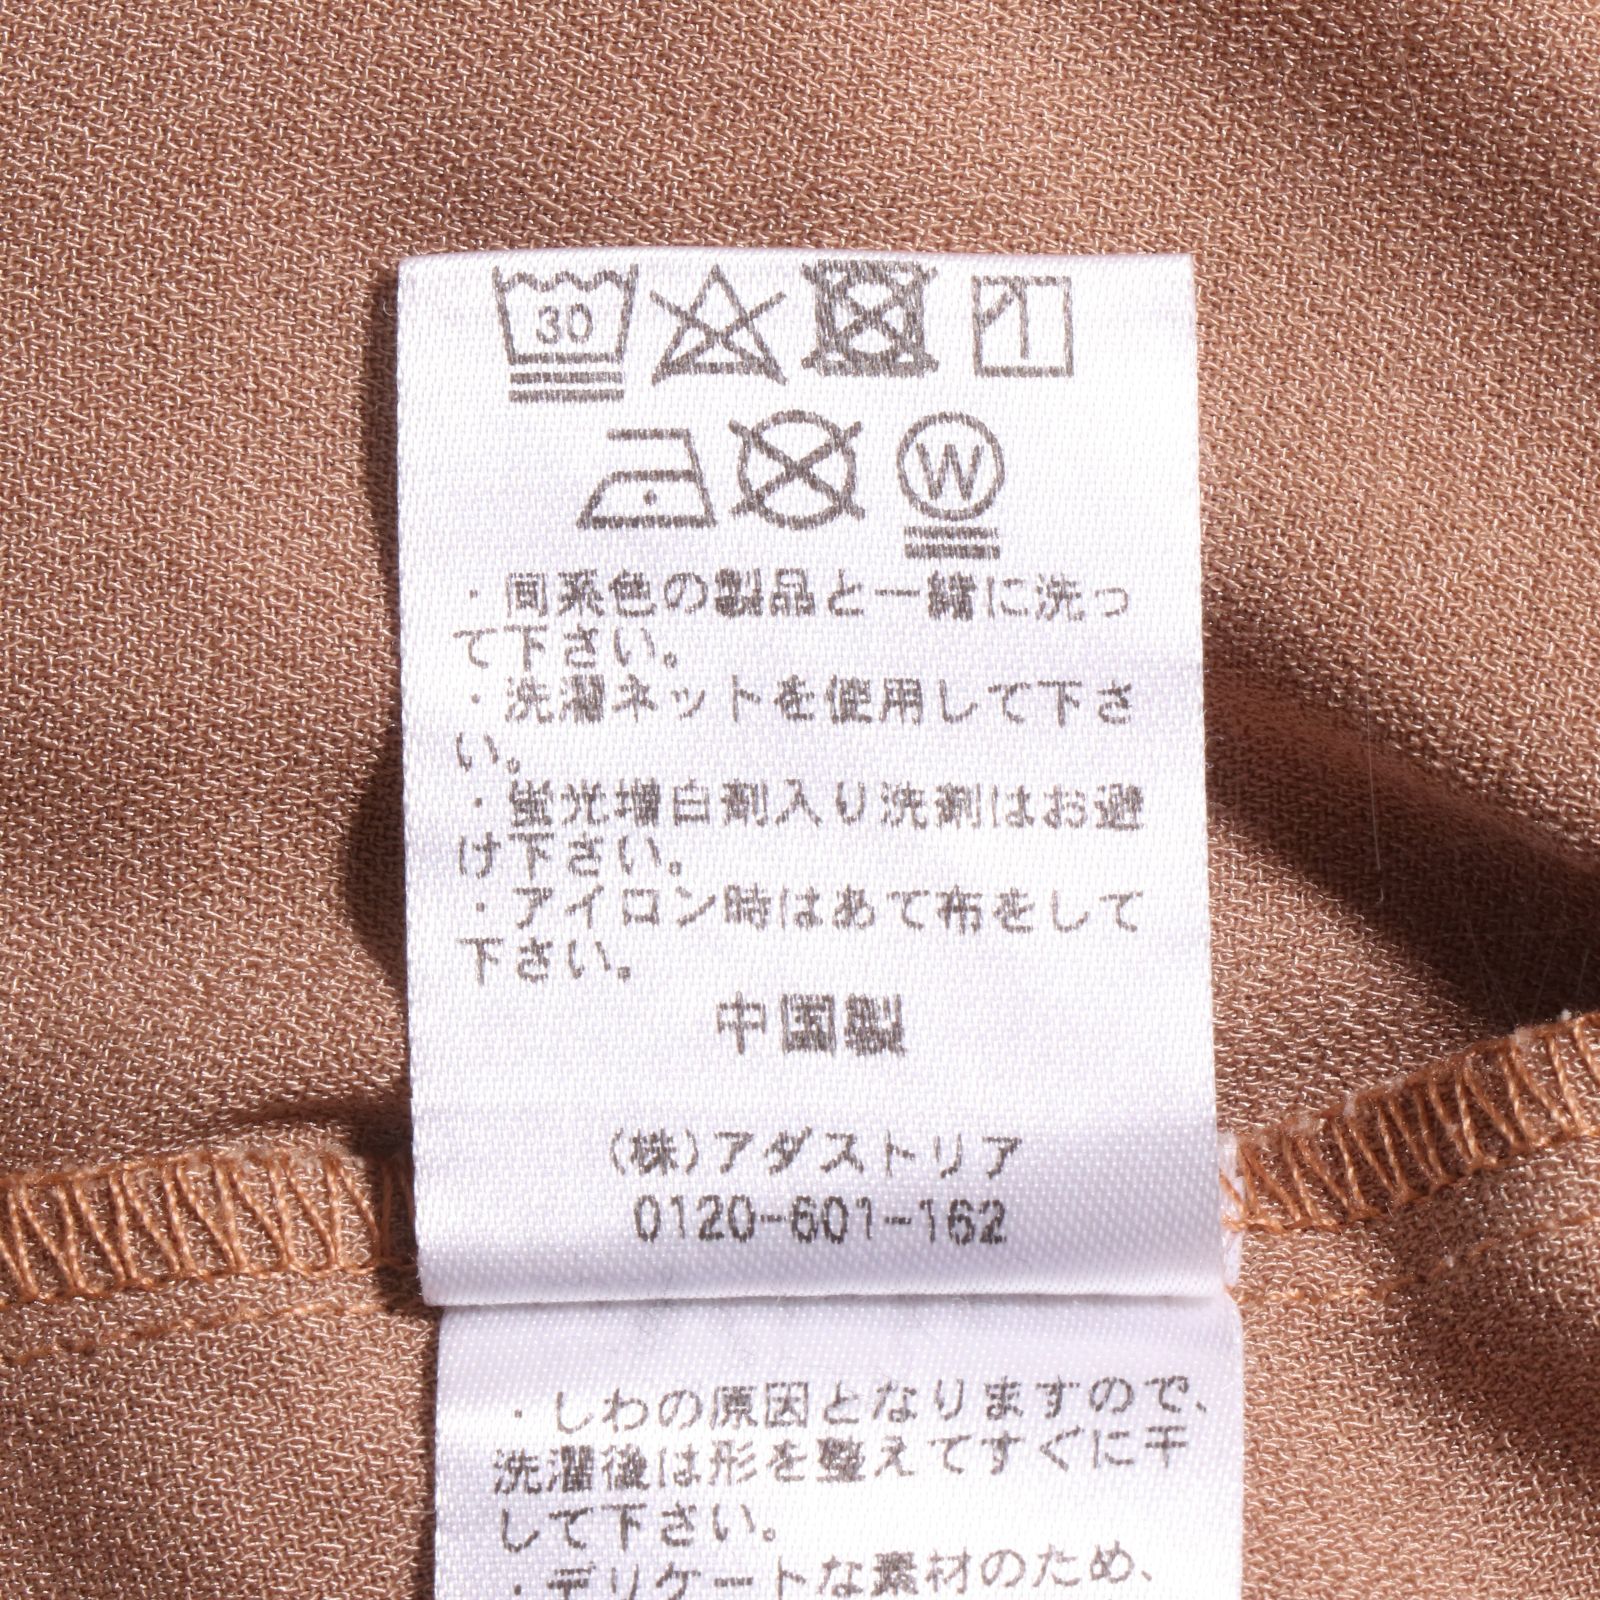 30
W
・同系色の製品と一緒に洗っ
て下さい。
・洗濯ネットを使用して下さ
い。
・蛍光増白剤入り洗剤はお避
け下さい。
・アイロン時はあて布をして
下さい。
中国製
(株)アダストリア
0120-601-162
・しわの原因となりますので、
洗濯後は形を整えてすぐに干
して下さい。
・デリケートな素材のため、